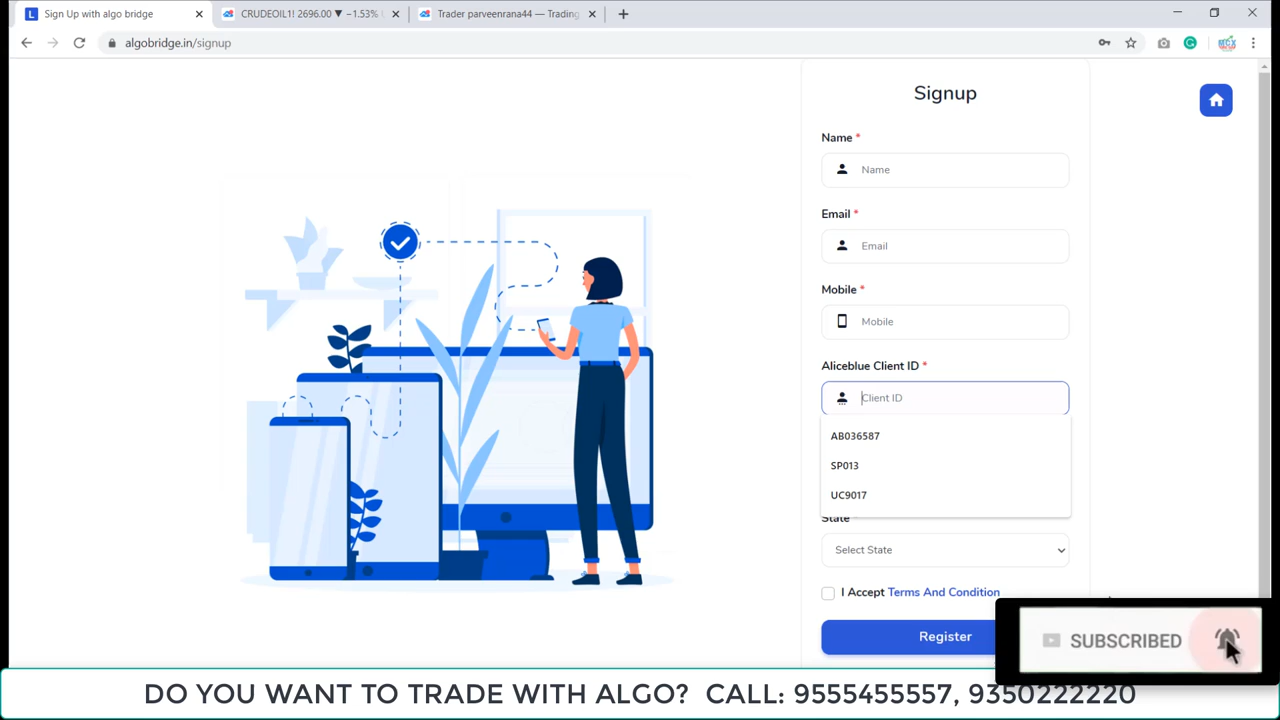 Sign Up with algo bridge
CRUDEOIL1! 2696.00 ▼ −1.53%
Trader parveenrana44 — Trading
algobridge.in/signup
Signup
Name *
Name
Email *
Email
Mobile *
Mobile
Aliceblue Client ID *
Client ID
AB036587
SP013
UC9017
State
Select State
I Accept Terms And Condition
Register
SUBSCRIBED
DO YOU WANT TO TRADE WITH ALGO? CALL: 9555455557, 9350222220